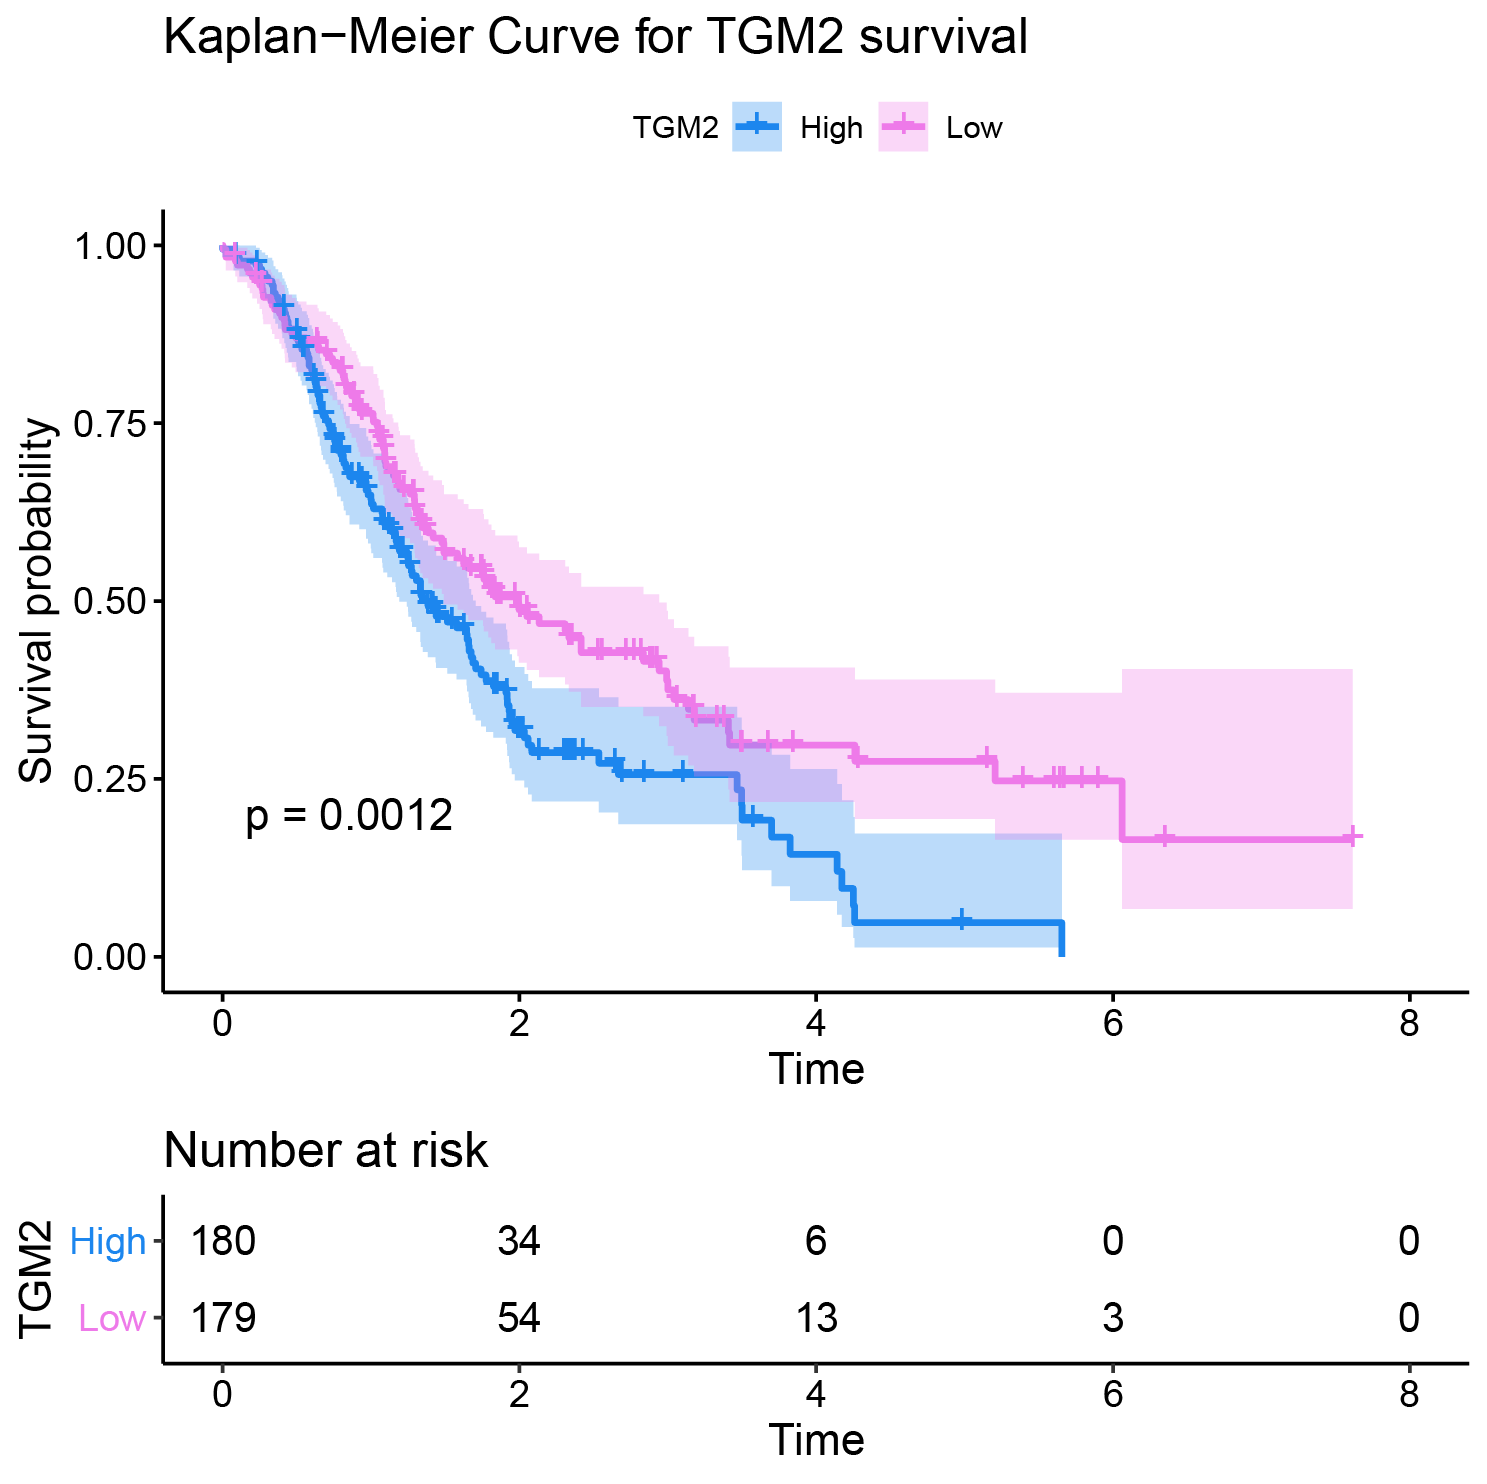 Kaplan−Meier Curve for TGM2 survival
TGM2 High Low
Survival probability
1.00
0.75
0.50
0.25
0.00
p = 0.0012
0 2 4 6 8
Time
Number at risk
TGM2
High 180 34 6 0 0
Low 179 54 13 3 0
0 2 4 6 8
Time